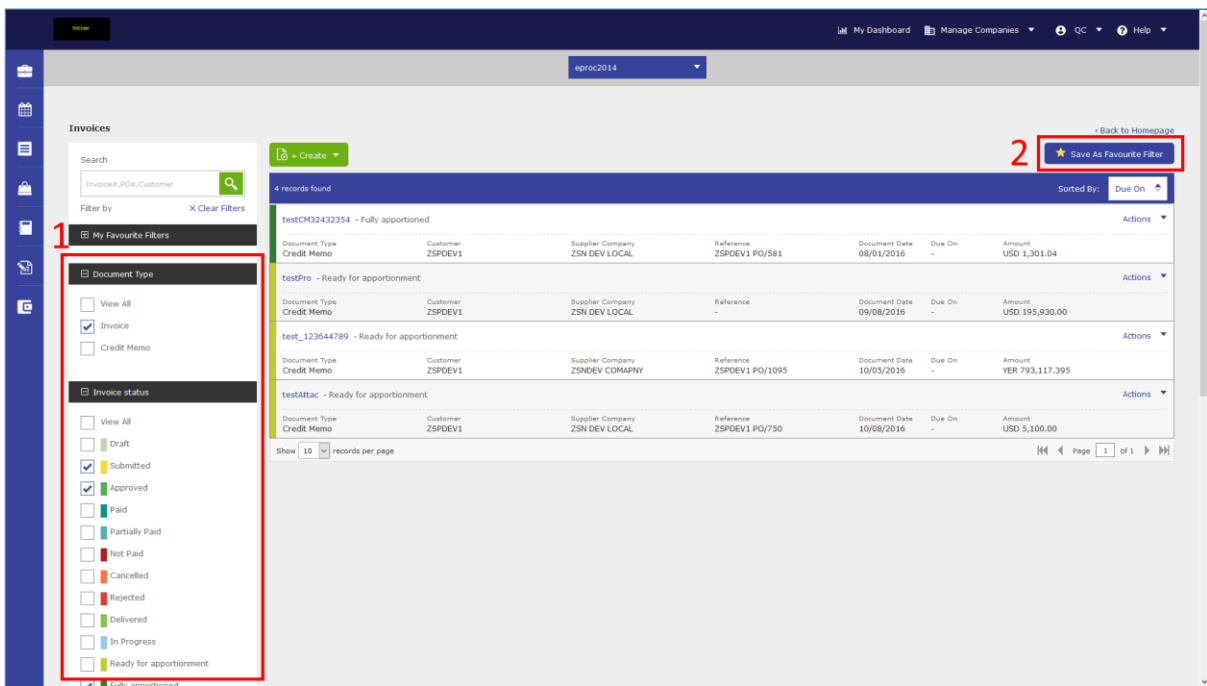 My Dashboard Manage Companies QC Help
eproc2014
Invoices
‹ Back to Homepage
Search
Invoice#,PO#,Customer
Filter by X Clear Filters
1
My Favourite Filters
Document Type
View All
Invoice
Credit Memo
Invoice status
View All
Draft
Submitted
Approved
Paid
Partially Paid
Not Paid
Cancelled
Rejected
Delivered
In Progress
Ready for apportionment
Fully apportioned
+ Create
2
Save As Favourite Filter
4 records found Sorted By: Due On
testCM32432354 - Fully apportioned Actions
Document Type Customer Supplier Company Reference Document Date Due On Amount
Credit Memo ZSPDEV1 ZSN DEV LOCAL ZSPDEV1 PO/581 08/01/2016 - USD 1,301.04
testPro - Ready for apportionment Actions
Document Type Customer Supplier Company Reference Document Date Due On Amount
Credit Memo ZSPDEV1 ZSN DEV LOCAL - 09/08/2016 - USD 195,930.00
test_123644789 - Ready for apportionment Actions
Document Type Customer Supplier Company Reference Document Date Due On Amount
Credit Memo ZSPDEV1 ZSNDEV COMAPNY ZSPDEV1 PO/1095 10/05/2016 - YER 793,117.395
testAttac - Ready for apportionment Actions
Document Type Customer Supplier Company Reference Document Date Due On Amount
Credit Memo ZSPDEV1 ZSN DEV LOCAL ZSPDEV1 PO/750 10/08/2016 - USD 5,100.00
Show 10 records per page Page 1 of 1